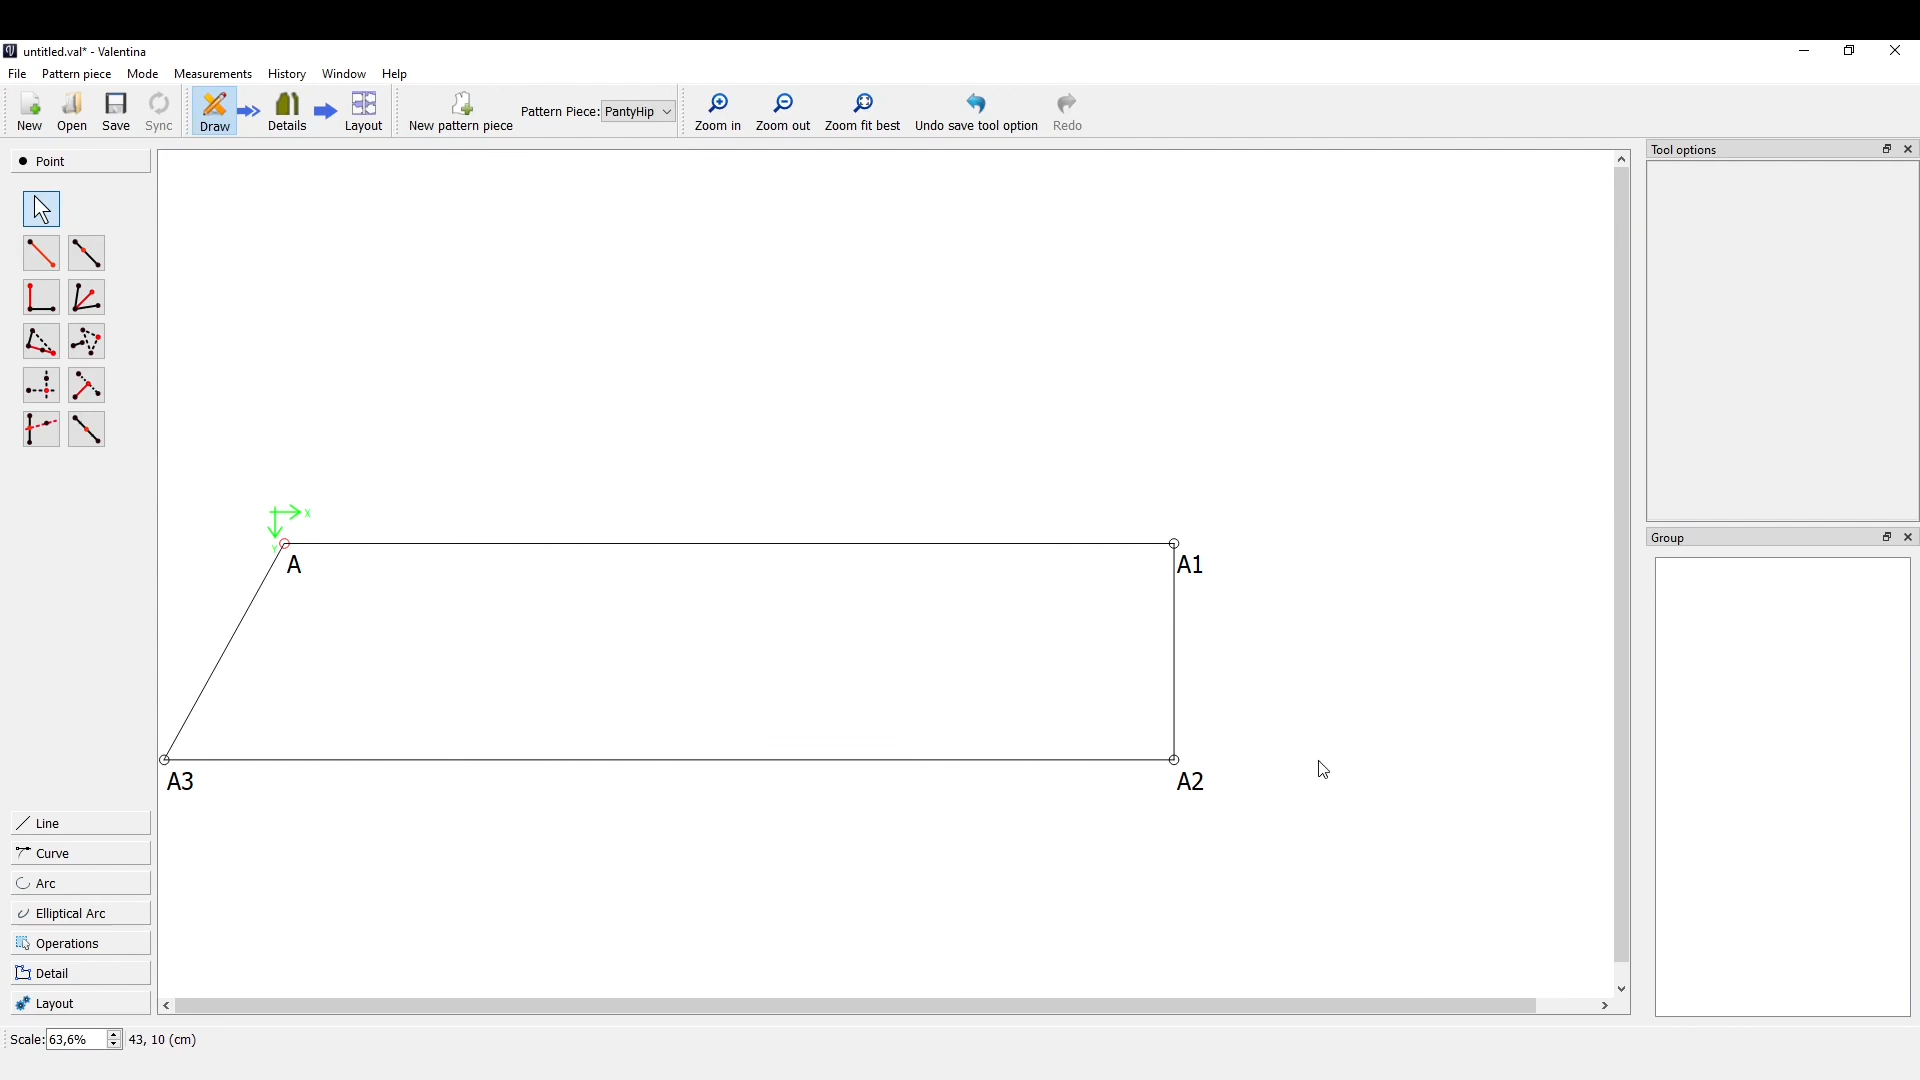 untitled.val* - Valentina
File Pattern piece Mode Measurements History Window Help
New Open Save Sync Draw Details Layout New pattern piece Pattern Piece: PantyHip Zoom in Zoom out Zoom fit best Undo save tool option Redo
Point
Tool options
X
Y
A
A1
A3
A2
Group
Line
Curve
Arc
Elliptical Arc
Operations
Detail
Layout
Scale: 63,6% 43, 10 (cm)